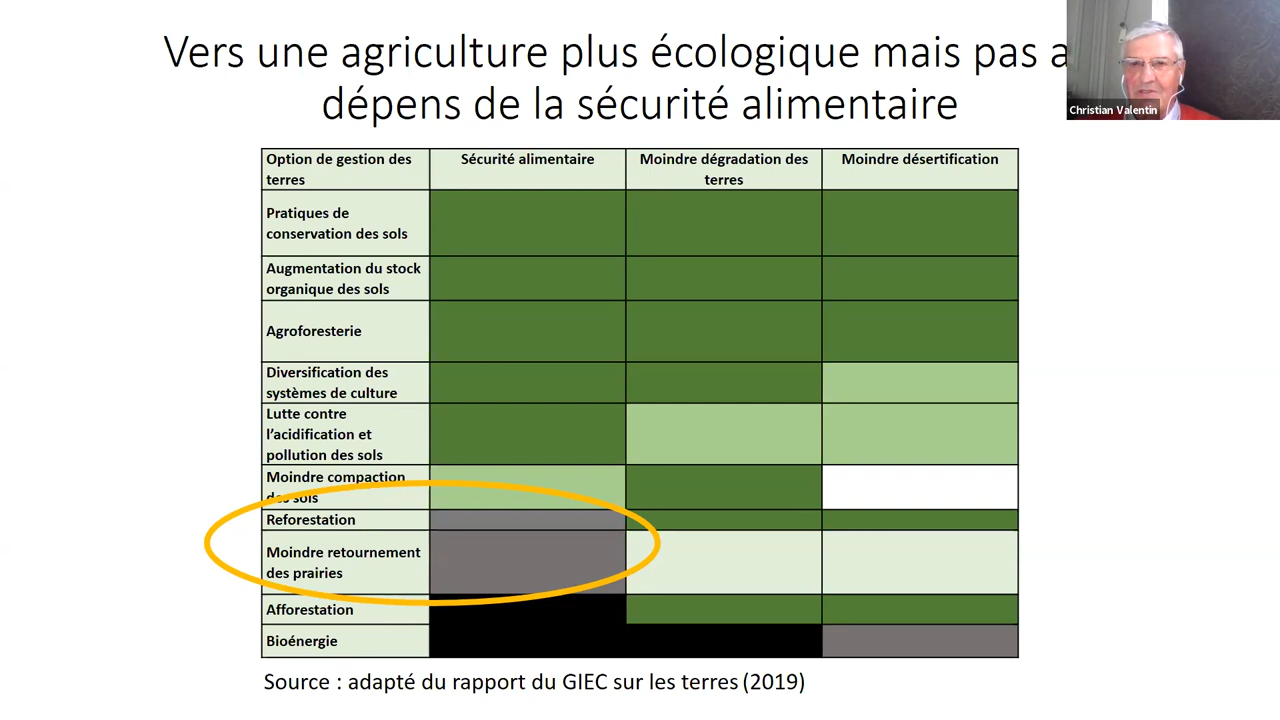 Vers une agriculture plus écologique mais pas a
dépens de la sécurité alimentaire
Christian Valentin
Option de gestion des
terres
Sécurité alimentaire
Moindre dégradation des
terres
Moindre désertification
Pratiques de
conservation des sols
Augmentation du stock
organique des sols
Agroforesterie
Diversification des
systèmes de culture
Lutte contre
l'acidification et
pollution des sols
Moindre compaction
des sols
Reforestation
Moindre retournement
des prairies
Afforestation
Bioénergie
Source : adapté du rapport du GIEC sur les terres (2019)